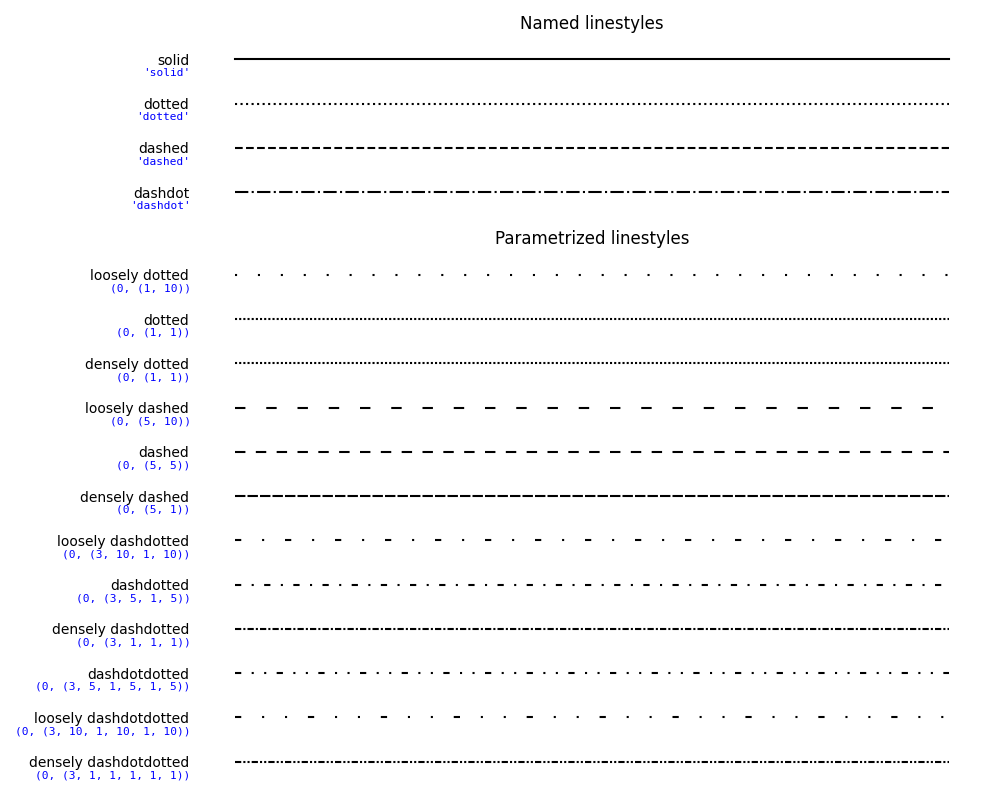 Named linestyles
solid
'solid'
dotted
'dotted'
dashed
'dashed'
dashdot
'dashdot'
Parametrized linestyles
loosely dotted
(0, (1, 10))
dotted
(0, (1, 1))
densely dotted
(0, (1, 1))
loosely dashed
(0, (5, 10))
dashed
(0, (5, 5))
densely dashed
(0, (5, 1))
loosely dashdotted
(0, (3, 10, 1, 10))
dashdotted
(0, (3, 5, 1, 5))
densely dashdotted
(0, (3, 1, 1, 1))
dashdotdotted
(0, (3, 5, 1, 5, 1, 5))
loosely dashdotdotted
(0, (3, 10, 1, 10, 1, 10))
densely dashdotdotted
(0, (3, 1, 1, 1, 1, 1))